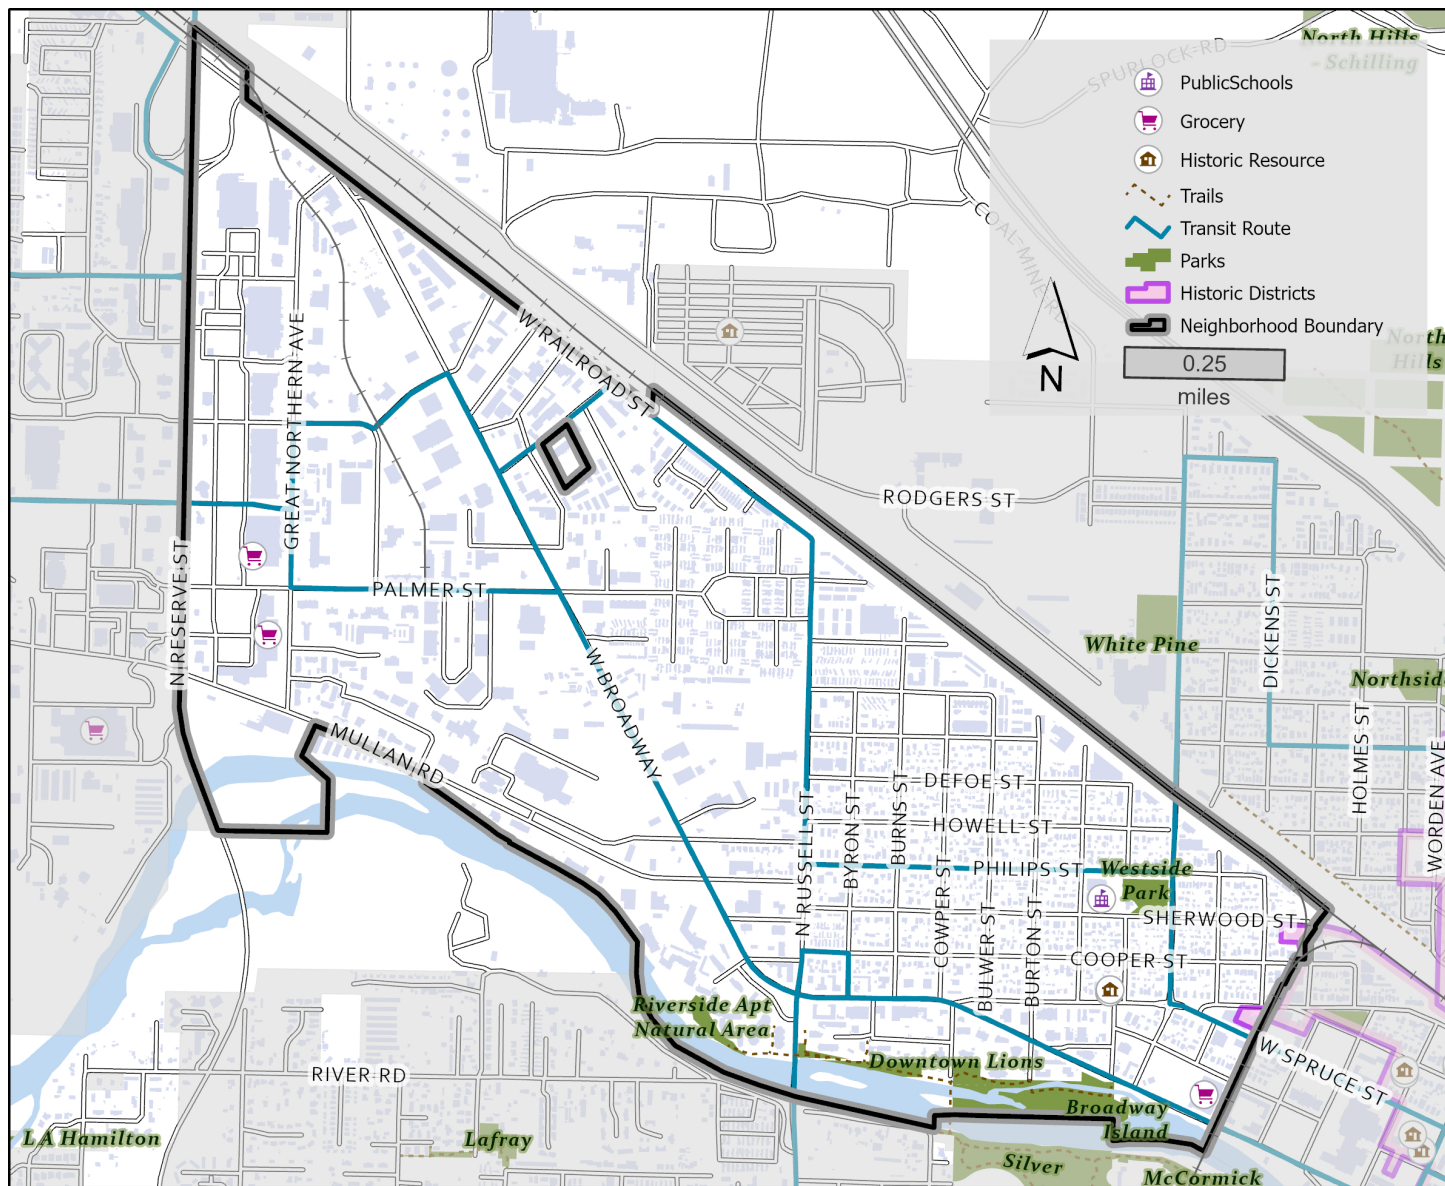 North Hills
- Schilling
SPURLOCK RD
PublicSchools
Grocery
Historic Resource
Trails
Transit Route
Parks
Historic Districts
Neighborhood Boundary
0.25
miles
N
COAL MINE RD
North
Hills
W RAILROAD ST
GREAT NORTHERN AVE
RODGERS ST
N RESERVE ST
PALMER ST
DICKENS ST
White Pine
Northside
HOLMES ST
WORDEN AVE
W BROADWAY
MULLAN RD
DEFOE ST
HOWELL ST
PHILIPS ST
Westside
Park
SHERWOOD ST
COOPER ST
N RUSSELL ST
BYRON ST
BURNS ST
COWPER ST
BULWER ST
BURTON ST
Riverside Apt
Natural Area
Downtown Lions
W SPRUCE ST
RIVER RD
Broadway
Island
L A Hamilton
Lafray
Silver
McCormick